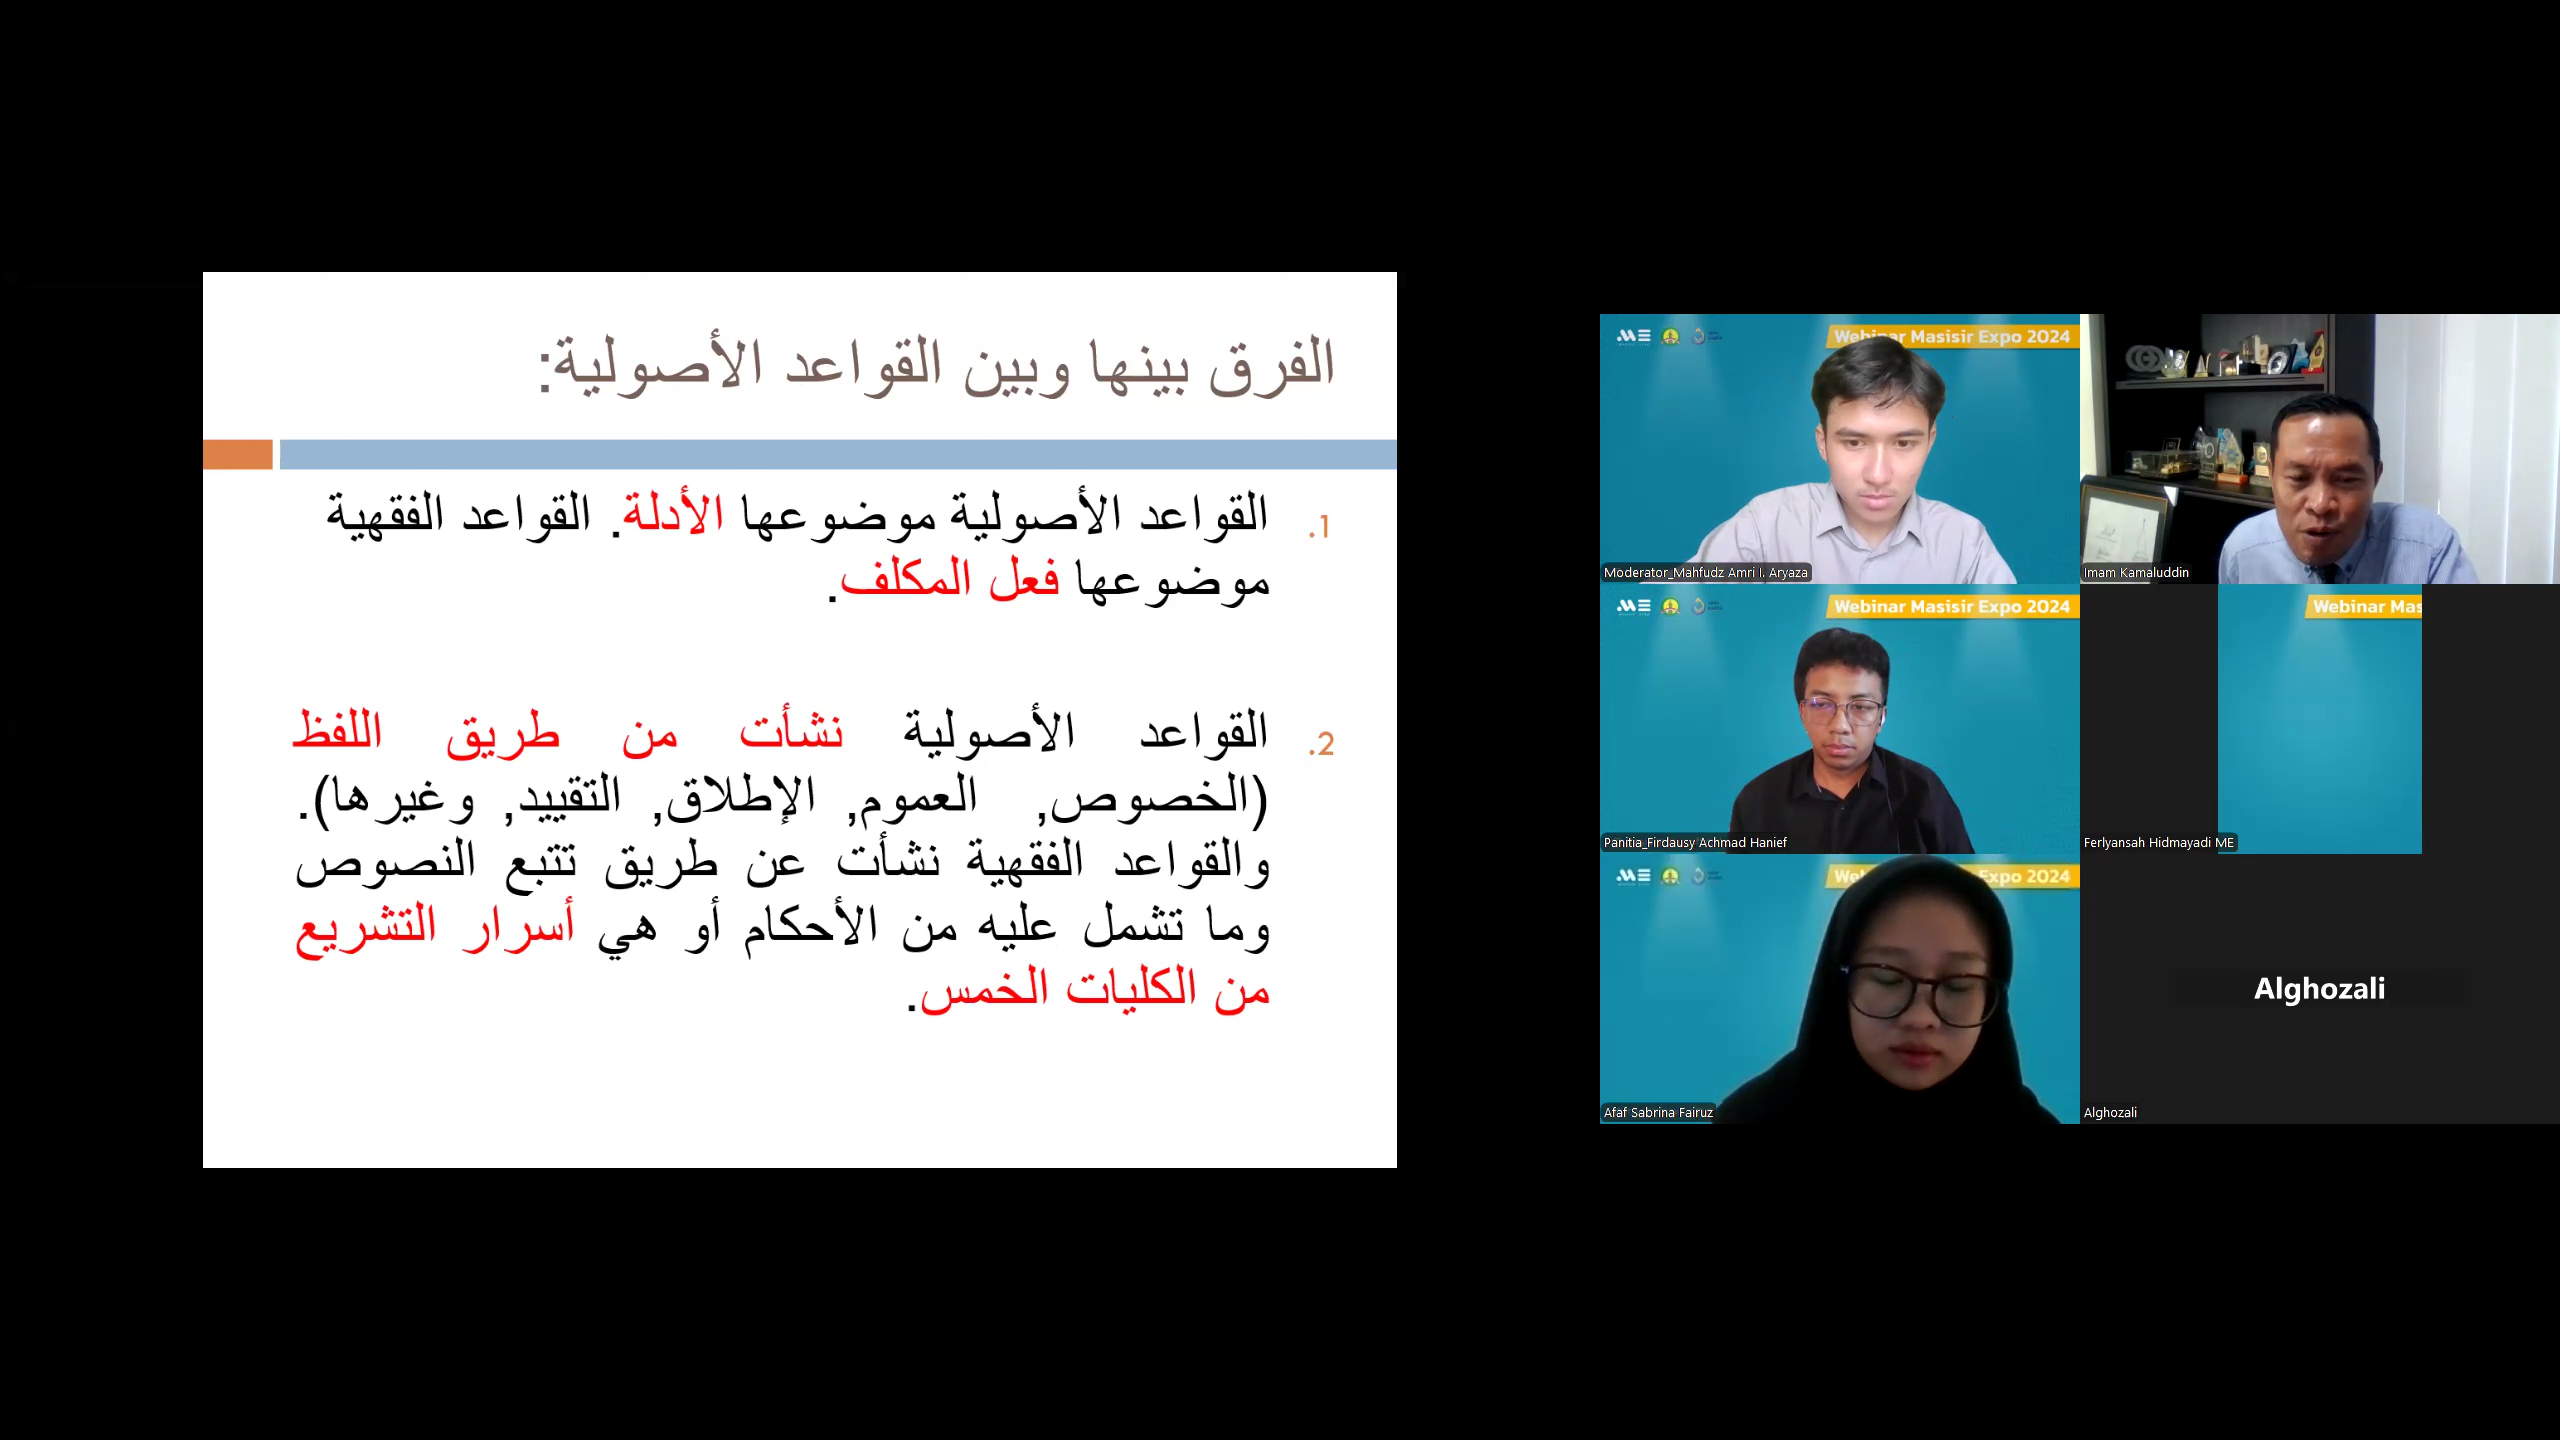 الفرق بينها وبين القواعد الأصولية:
1. القواعد الأصولية موضوعها الأدلة. القواعد الفقهية
موضوعها فعل المكلف.
2. القواعد الأصولية نشأت من طريق اللفظ
(الخصوص, العموم, الإطلاق, التقييد, وغيرها).
والقواعد الفقهية نشأت عن طريق تتبع النصوص
وما تشمل عليه من الأحكام أو هي أسرار التشريع
من الكليات الخمس.
Webinar Masisir Expo 2024
Moderator_Mahfudz Amri I. Aryaza
Imam Kamaluddin
Webinar Masisir Expo 2024
Panitia_Firdausy Achmad Hanief
Webinar Mas
Ferlyansah Hidmayadi ME
Expo 2024
Afaf Sabrina Fairuz
Alghozali
Alghozali